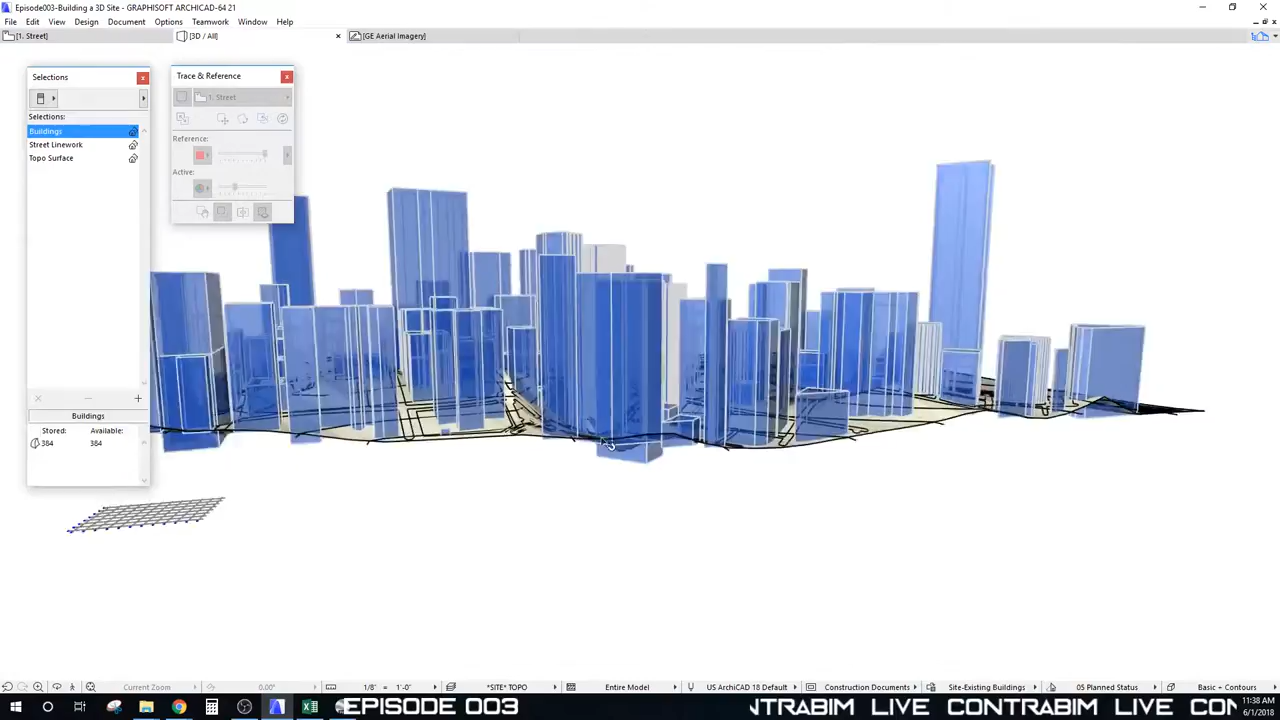 Episode003-Building a 3D Site - GRAPHISOFT ARCHICAD-64 21
File Edit View Design Document Options Teamwork Window Help
[1. Street] [3D / All] [GE Aerial Imagery]
Selections
Selections:
Buildings
Street Linework
Topo Surface
Buildings
Stored: Available:
384 384
Trace & Reference
1. Street
Reference:
Active:
Current Zoom 0.00° 1/8" = 1'-0" *SITE* TOPO Entire Model US ArchiCAD 18 Default Construction Documents Site-Existing Buildings 05 Planned Status Basic + Contours
EPISODE 003
NTRABIM LIVE CONTRABIM LIVE CON
11:38 AM
6/1/2018